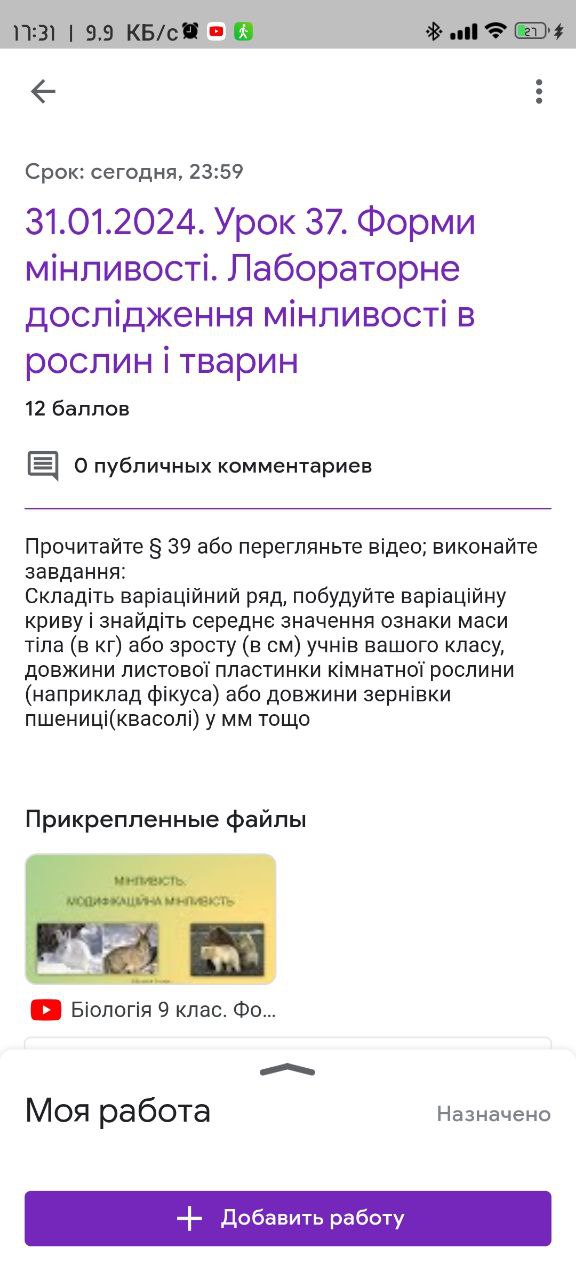 17:31 | 9,9 КБ/с
27
Срок: сегодня, 23:59
31.01.2024. Урок 37. Форми
мінливості. Лабораторне
дослідження мінливості в
рослин і тварин
12 баллов
0 публичных комментариев
Прочитайте § 39 або перегляньте відео; виконайте
завдання:
Складіть варіаційний ряд, побудуйте варіаційну
криву і знайдіть середнє значення ознаки маси
тіла (в кг) або зросту (в см) учнів вашого класу,
довжини листової пластинки кімнатної рослини
(наприклад фікуса) або довжини зернівки
пшениці(квасолі) у мм тощо
Прикрепленные файлы
МІНЛИВІСТЬ.
МОДИФІКАЦІЙНА МІНЛИВІСТЬ
Біологія 9 клас. Фо...
Моя работа
Назначено
Добавить работу